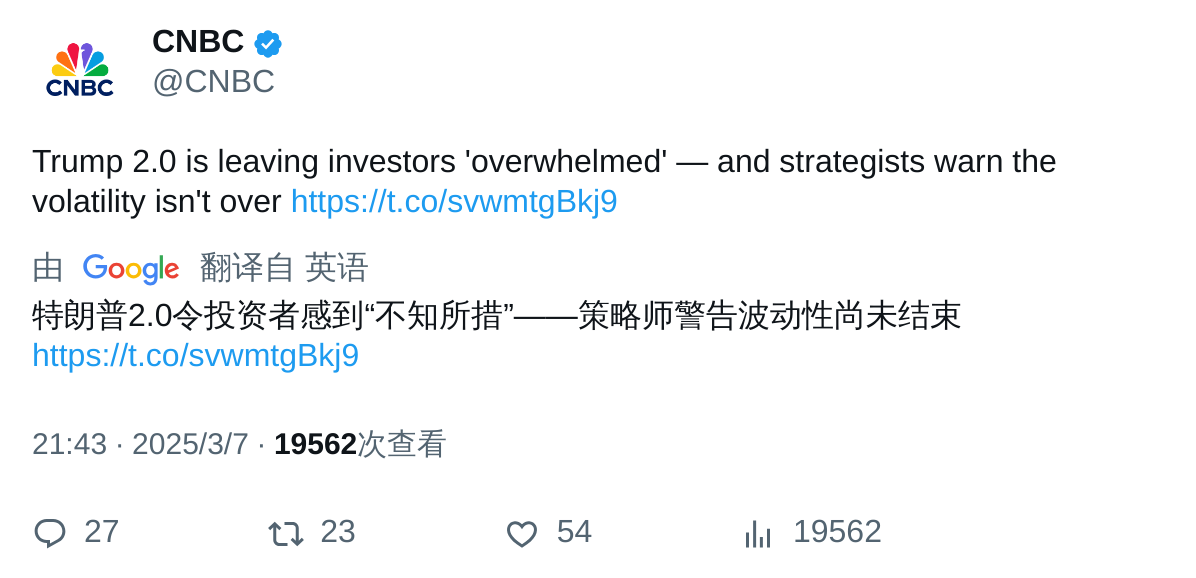 CNBC
CNBC
@CNBC
Trump 2.0 is leaving investors 'overwhelmed' — and strategists warn the
volatility isn't over https://t.co/svwmtgBkj9
由 Google 翻译自 英语
特朗普2.0令投资者感到“不知所措”——策略师警告波动性尚未结束
https://t.co/svwmtgBkj9
21:43 · 2025/3/7 · 19562次查看
27 23 54 19562